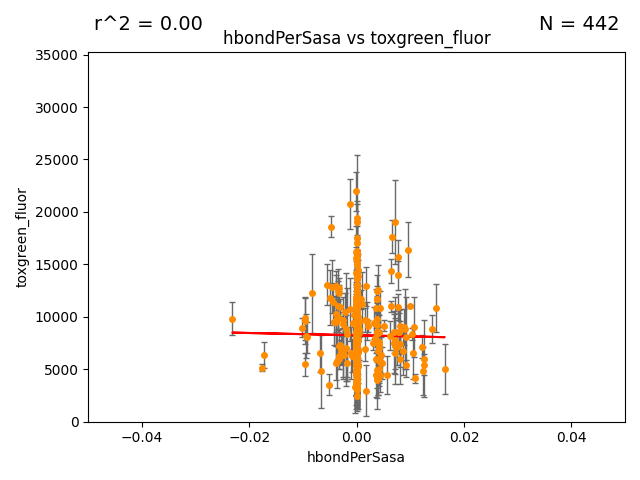 r^2 = 0.00
N = 442
hbondPerSasa vs toxgreen_fluor
35000
30000
25000
20000
15000
10000
5000
0
toxgreen_fluor
−0.04
−0.02
0.00
0.02
0.04
hbondPerSasa